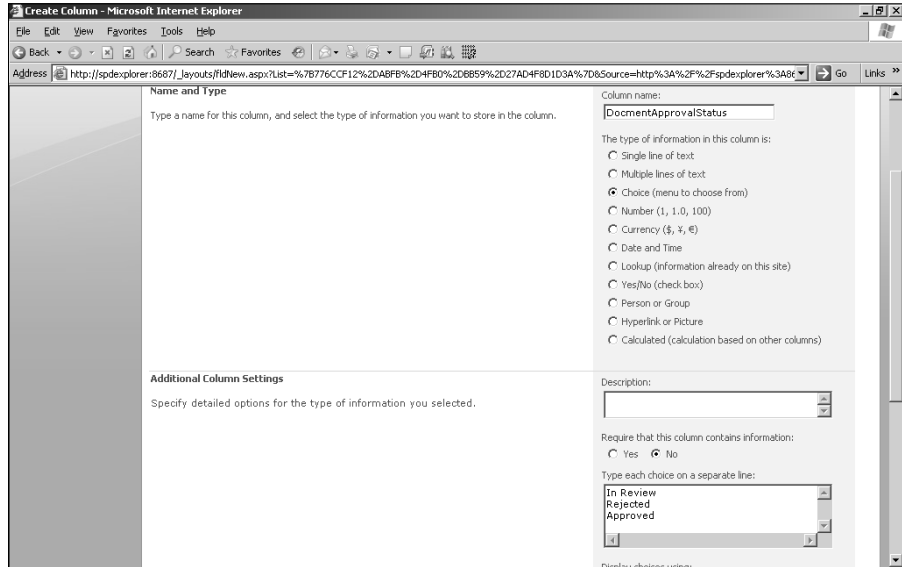 Create Column - Microsoft Internet Explorer
File Edit View Favorites Tools Help
Back Search Favorites
Address http://spdexplorer:8687/_layouts/fldNew.aspx?List=%7B776CCF12%2DABFB%2D4FB0%2DBB59%2D27AD4F8D1D3A%7D&Source=http%3A%2F%2Fspdexplorer%3A8 Go Links »
Name and Type
Type a name for this column, and select the type of information you want to store in the column.
Column name:
DocmentApprovalStatus
The type of information in this column is:
Single line of text
Multiple lines of text
Choice (menu to choose from)
Number (1, 1.0, 100)
Currency ($, ¥, €)
Date and Time
Lookup (information already on this site)
Yes/No (check box)
Person or Group
Hyperlink or Picture
Calculated (calculation based on other columns)
Additional Column Settings
Specify detailed options for the type of information you selected.
Description:
Require that this column contains information:
Yes No
Type each choice on a separate line:
In Review
Rejected
Approved
Display choices using: